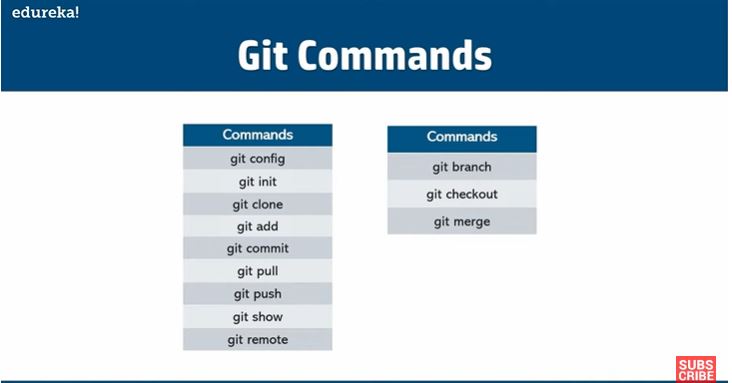 edureka!
Git Commands
Commands
git config
git init
git clone
git add
git commit
git pull
git push
git show
git remote
Commands
git branch
git checkout
git merge
SUBS
CRIBE